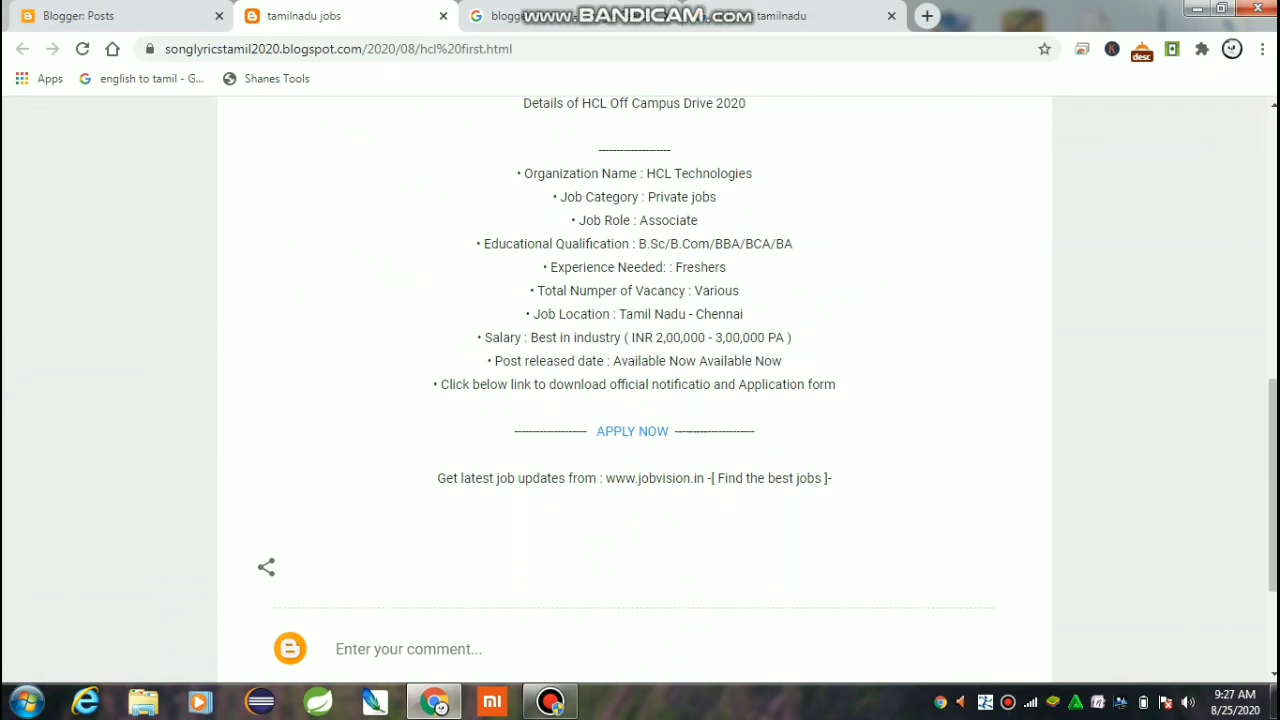 Blogger: Posts
tamilnadu jobs
blogg
www.BANDICAM.com
tamilnadu
songlyricstamil2020.blogspot.com/2020/08/hcl%20first.html
K
desc
Apps
english to tamil - G...
Shanes Tools
Details of HCL Off Campus Drive 2020
--------------------
• Organization Name : HCL Technologies
• Job Category : Private jobs
• Job Role : Associate
• Educational Qualification : B.Sc/B.Com/BBA/BCA/BA
• Experience Needed: : Freshers
• Total Numper of Vacancy : Various
• Job Location : Tamil Nadu - Chennai
• Salary : Best in industry ( INR 2,00,000 - 3,00,000 PA )
• Post released date : Available Now Available Now
• Click below link to download official notificatio and Application form
-------------------- APPLY NOW ----------------------
Get latest job updates from : www.jobvision.in -[ Find the best jobs ]-
Enter your comment...
mi
9:27 AM
8/25/2020